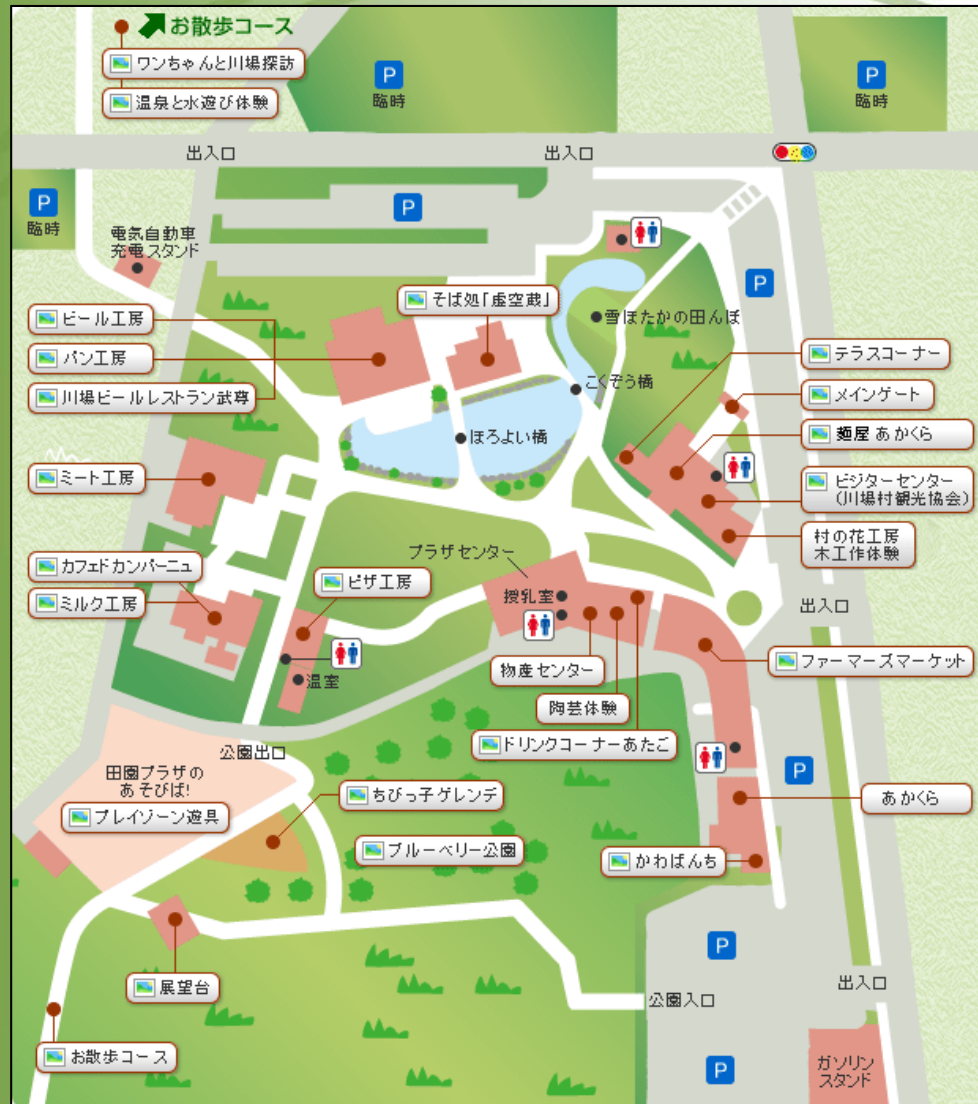 お散歩コース
ワンちゃんと川場探訪
温泉と水遊び体験
P
臨時
P
臨時
出入口
出入口
P
臨時
P
電気自動車
充電スタンド
P
そば処「虚空蔵」
ビール工房
パン工房
川場ビールレストラン武尊
雪ほたかの田んぼ
こくぞう橋
ほろよい橋
テラスコーナー
メインゲート
麺屋 あかくら
ビジターセンター
(川場村観光協会)
村の花工房
木工作体験
ミート工房
カフェドカンパーニュ
ミルク工房
ピザ工房
プラザセンター
授乳室
出入口
温室
物産センター
陶芸体験
ドリンクコーナーあたご
ファーマーズマーケット
公園出口
田園プラザの
あそびば!
プレイゾーン遊具
ちびっ子ゲレンデ
ブルーベリー公園
P
あかくら
かわばんち
展望台
P
公園入口
出入口
お散歩コース
P
ガソリン
スタンド